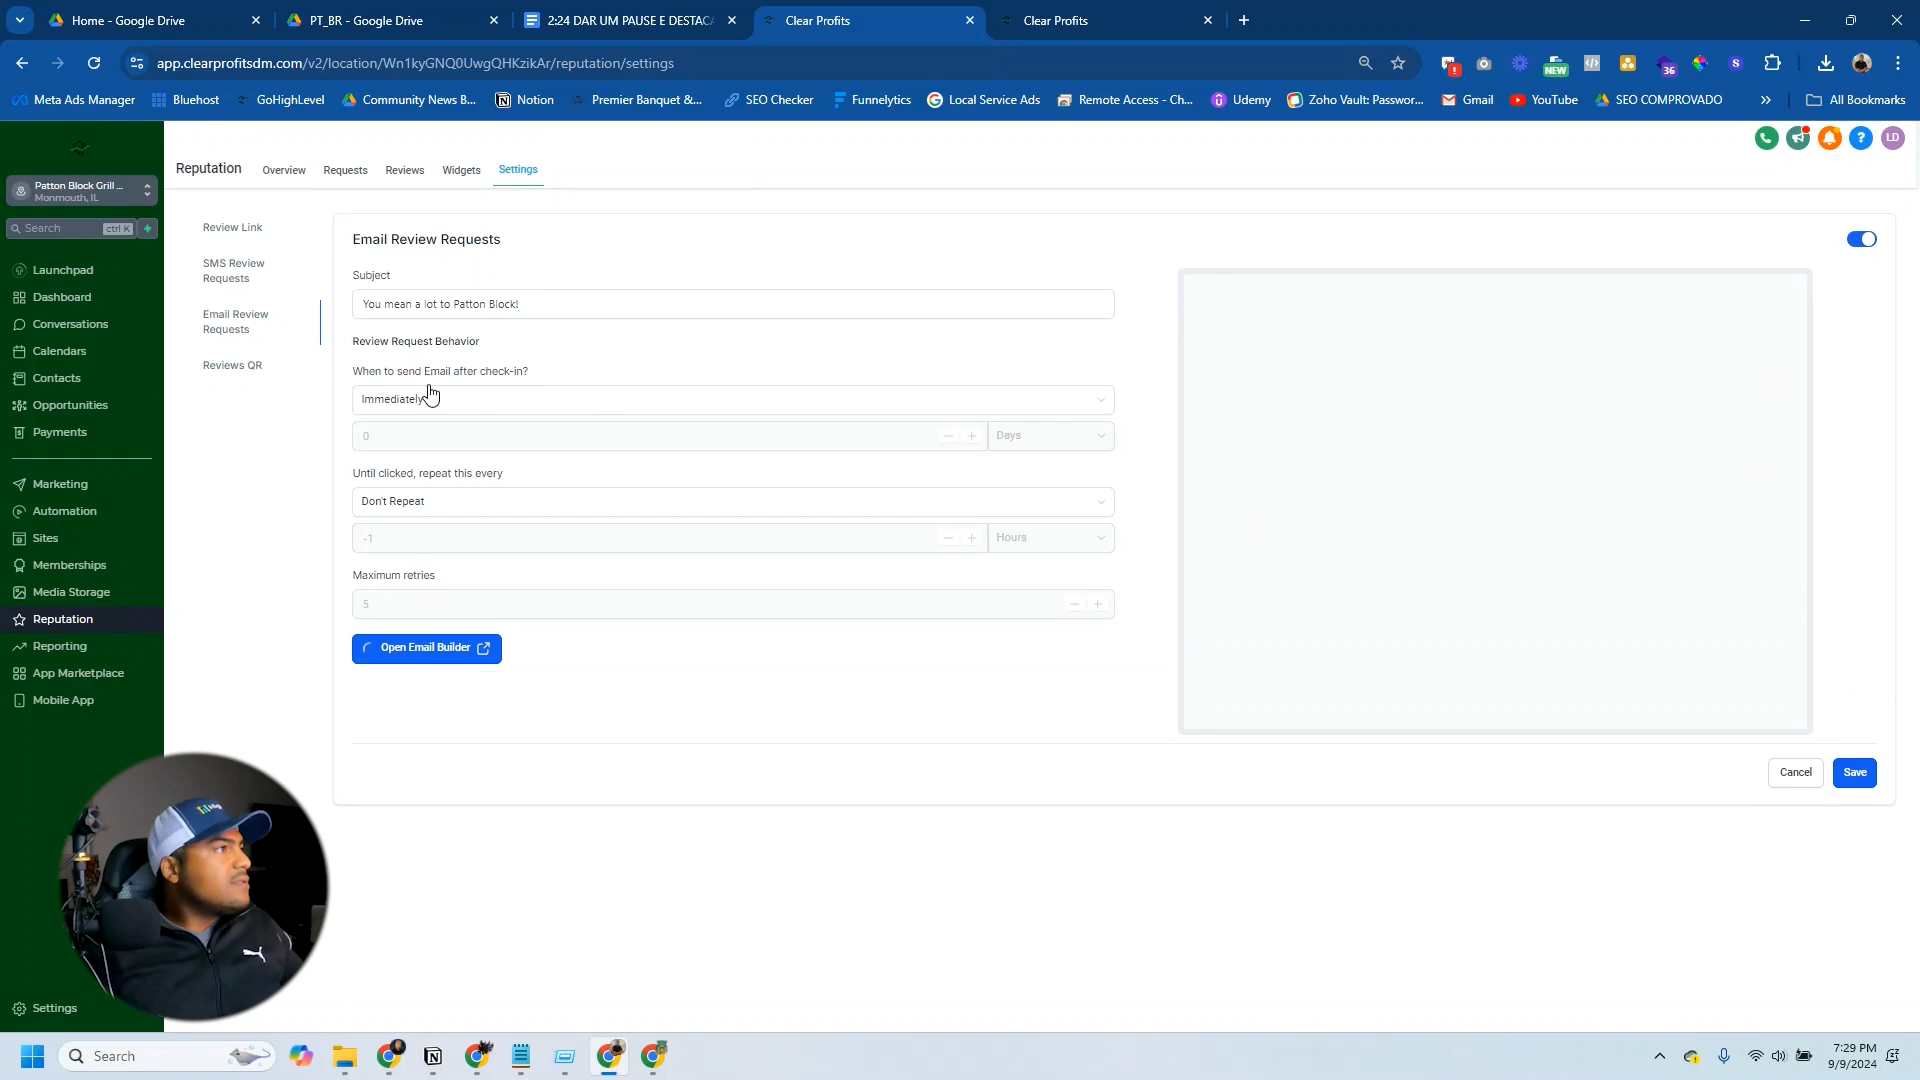 Home - Google Drive
PT_BR - Google Drive
2:24 DAR UM PAUSE E DESTACA
Clear Profits
Clear Profits
app.clearprofitsdm.com/v2/location/Wn1kyGNQ0UwgQHKzikAr/reputation/settings
NEW
36
S
Meta Ads Manager
Bluehost
GoHighLevel
Community News B...
Notion
Premier Banquet &...
SEO Checker
Funnelytics
Local Service Ads
Remote Access - Ch...
Udemy
Zoho Vault: Passwor...
Gmail
YouTube
SEO COMPROVADO
All Bookmarks
LD
Patton Block Grill ...
Monmouth, IL
Search
ctrl K
Launchpad
Dashboard
Conversations
Calendars
Contacts
Opportunities
Payments
Marketing
Automation
Sites
Memberships
Media Storage
Reputation
Reporting
App Marketplace
Mobile App
Settings
Reputation
Overview
Requests
Reviews
Widgets
Settings
Review Link
SMS Review
Requests
Email Review
Requests
Reviews QR
Email Review Requests
Subject
You mean a lot to Patton Block!
Review Request Behavior
When to send Email after check-in?
Immediately
0
Days
Until clicked, repeat this every
Don't Repeat
-1
Hours
Maximum retries
5
Open Email Builder
Cancel
Save
Search
7:29 PM
9/9/2024